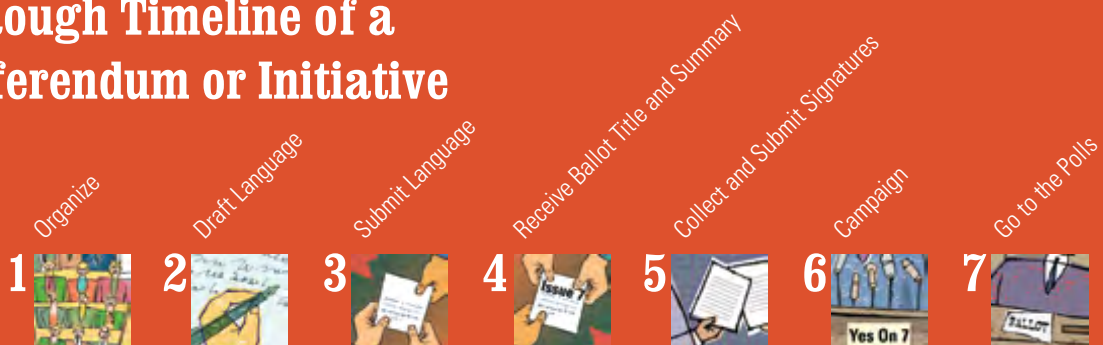 ough Timeline of a
ferendum or Initiative
Organize
Draft Language
Submit Language
Receive Ballot Title and Summary
Collect and Submit Signatures
Campaign
Go to the Polls
1
2
3
4
5
6
7
Issue 7
Yes On 7
BALLOT